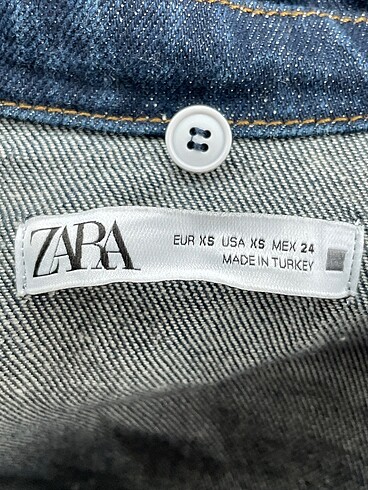 ZARA
EUR XS USA XS MEX 24
MADE IN TURKEY